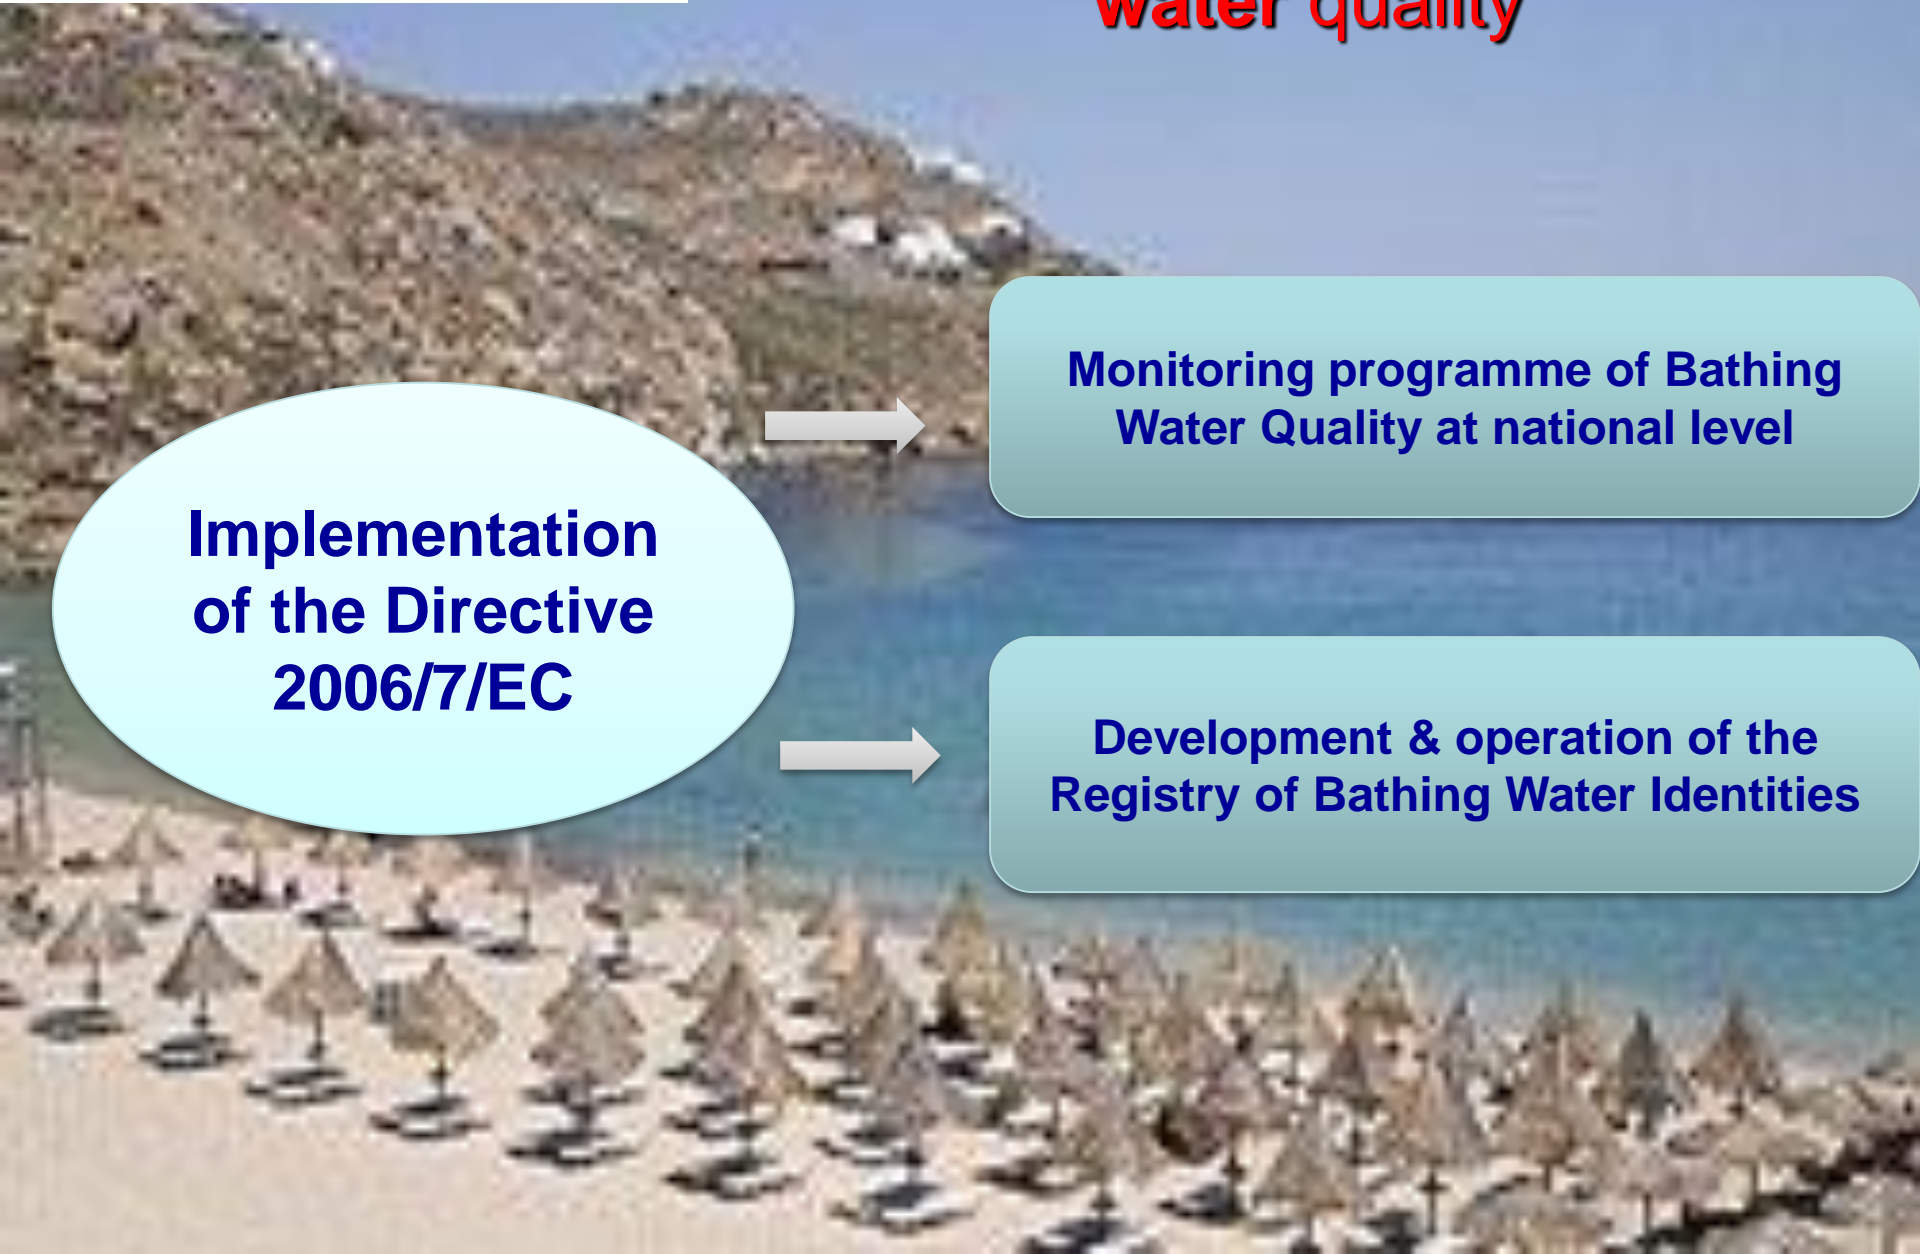 water quality
Monitoring programme of Bathing
Water Quality at national level
Implementation
of the Directive
2006/7/EC
Development & operation of the
Registry of Bathing Water Identities